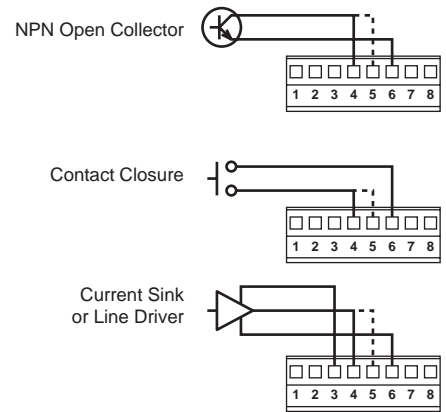 NPN Open Collector
1 2 3 4 5 6 7 8
Contact Closure
1 2 3 4 5 6 7 8
Current Sink
or Line Driver
1 2 3 4 5 6 7 8